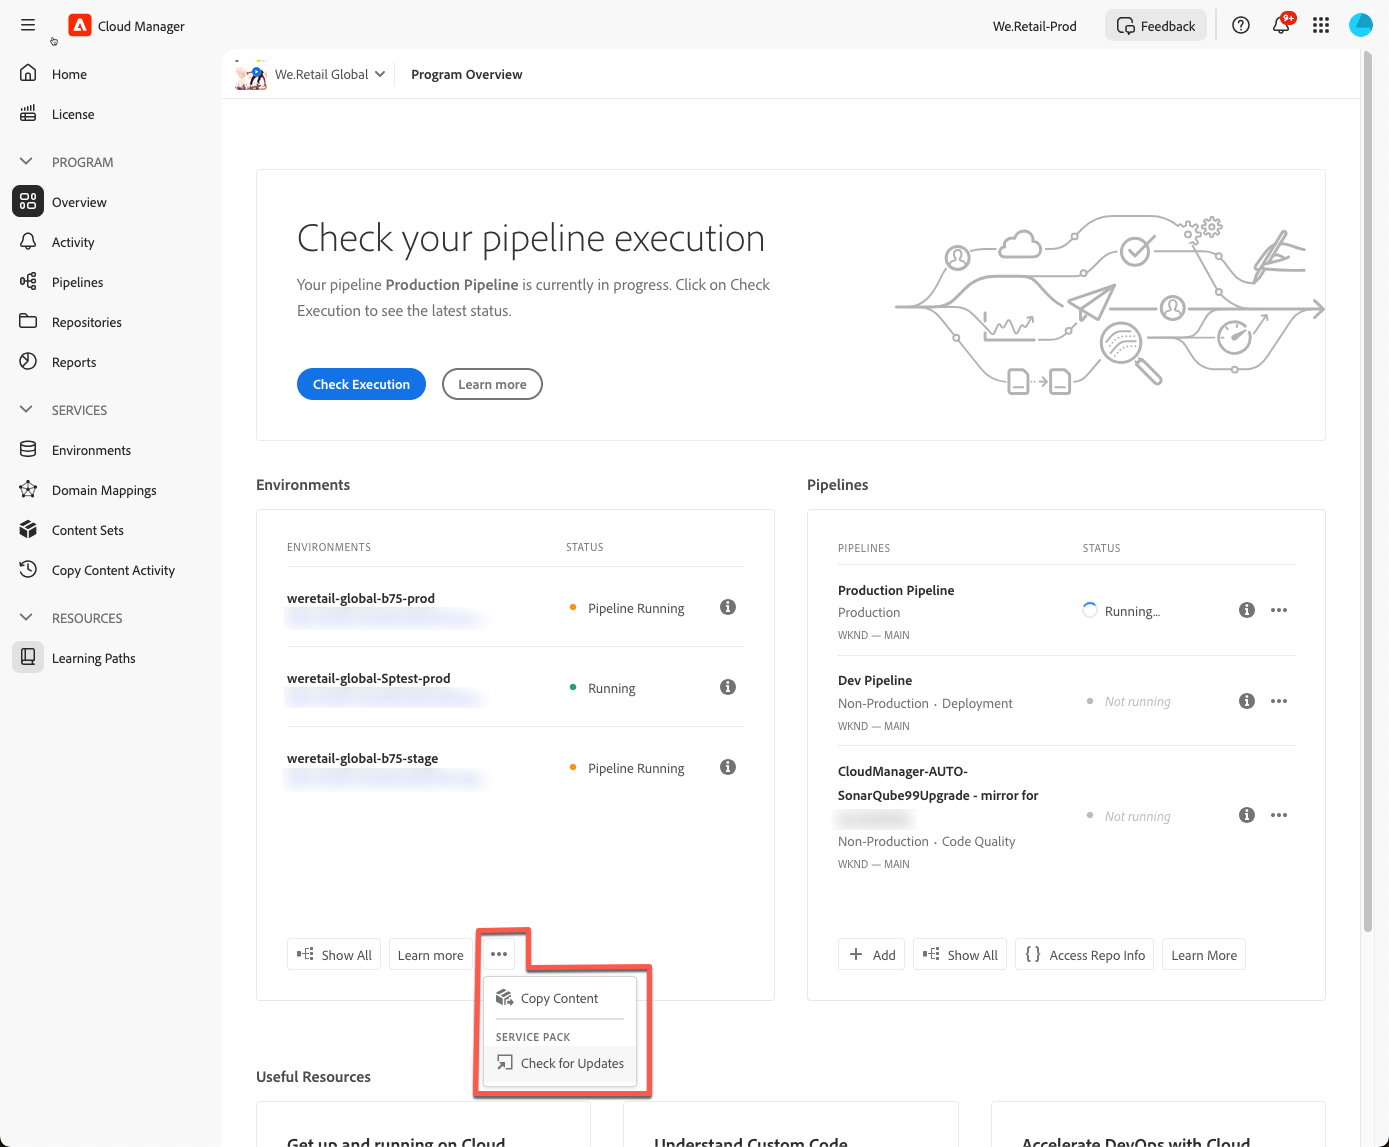 Cloud Manager
We.Retail-Prod
Feedback
9+
Home
License
PROGRAM
Overview
Activity
Pipelines
Repositories
Reports
SERVICES
Environments
Domain Mappings
Content Sets
Copy Content Activity
RESOURCES
Learning Paths
We.Retail Global
Program Overview
Check your pipeline execution
Your pipeline Production Pipeline is currently in progress. Click on Check
Execution to see the latest status.
Check Execution
Learn more
Environments
ENVIRONMENTS STATUS
weretail-global-b75-prod
Pipeline Running
weretail-global-Sptest-prod
Running
weretail-global-b75-stage
Pipeline Running
Show All
Learn more
Copy Content
SERVICE PACK
Check for Updates
Pipelines
PIPELINES STATUS
Production Pipeline
Production
WKND — MAIN
Running...
Dev Pipeline
Non-Production · Deployment
WKND — MAIN
Not running
CloudManager-AUTO-
SonarQube99Upgrade - mirror for
Non-Production · Code Quality
WKND — MAIN
Not running
Add
Show All
Access Repo Info
Learn More
Useful Resources
Get up and running on Cloud
Understand Custom Code
Accelerate DevOps with Cloud